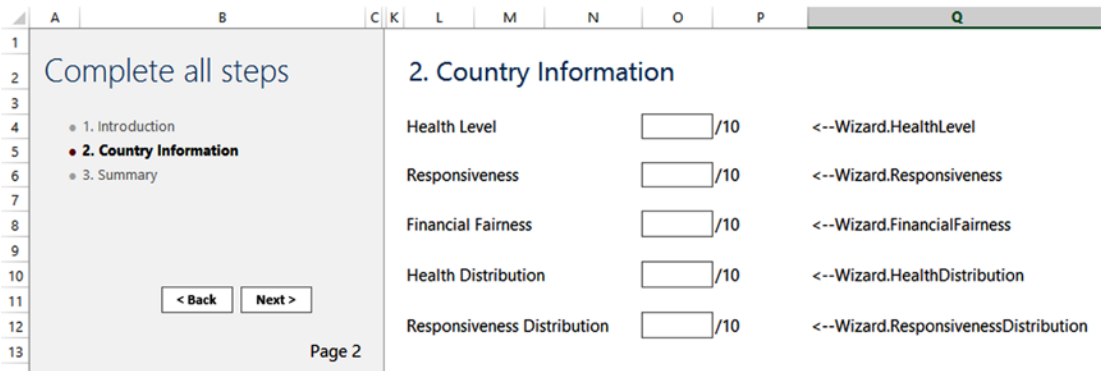 A B C K L M N O P Q
1
2 Complete all steps 2. Country Information
3
4 • 1. Introduction Health Level /10 <--Wizard.HealthLevel
5 • 2. Country Information
6 • 3. Summary Responsiveness /10 <--Wizard.Responsiveness
7
8 Financial Fairness /10 <--Wizard.FinancialFairness
9
10 Health Distribution /10 <--Wizard.HealthDistribution
11 < Back Next >
12 Responsiveness Distribution /10 <--Wizard.ResponsivenessDistribution
13 Page 2